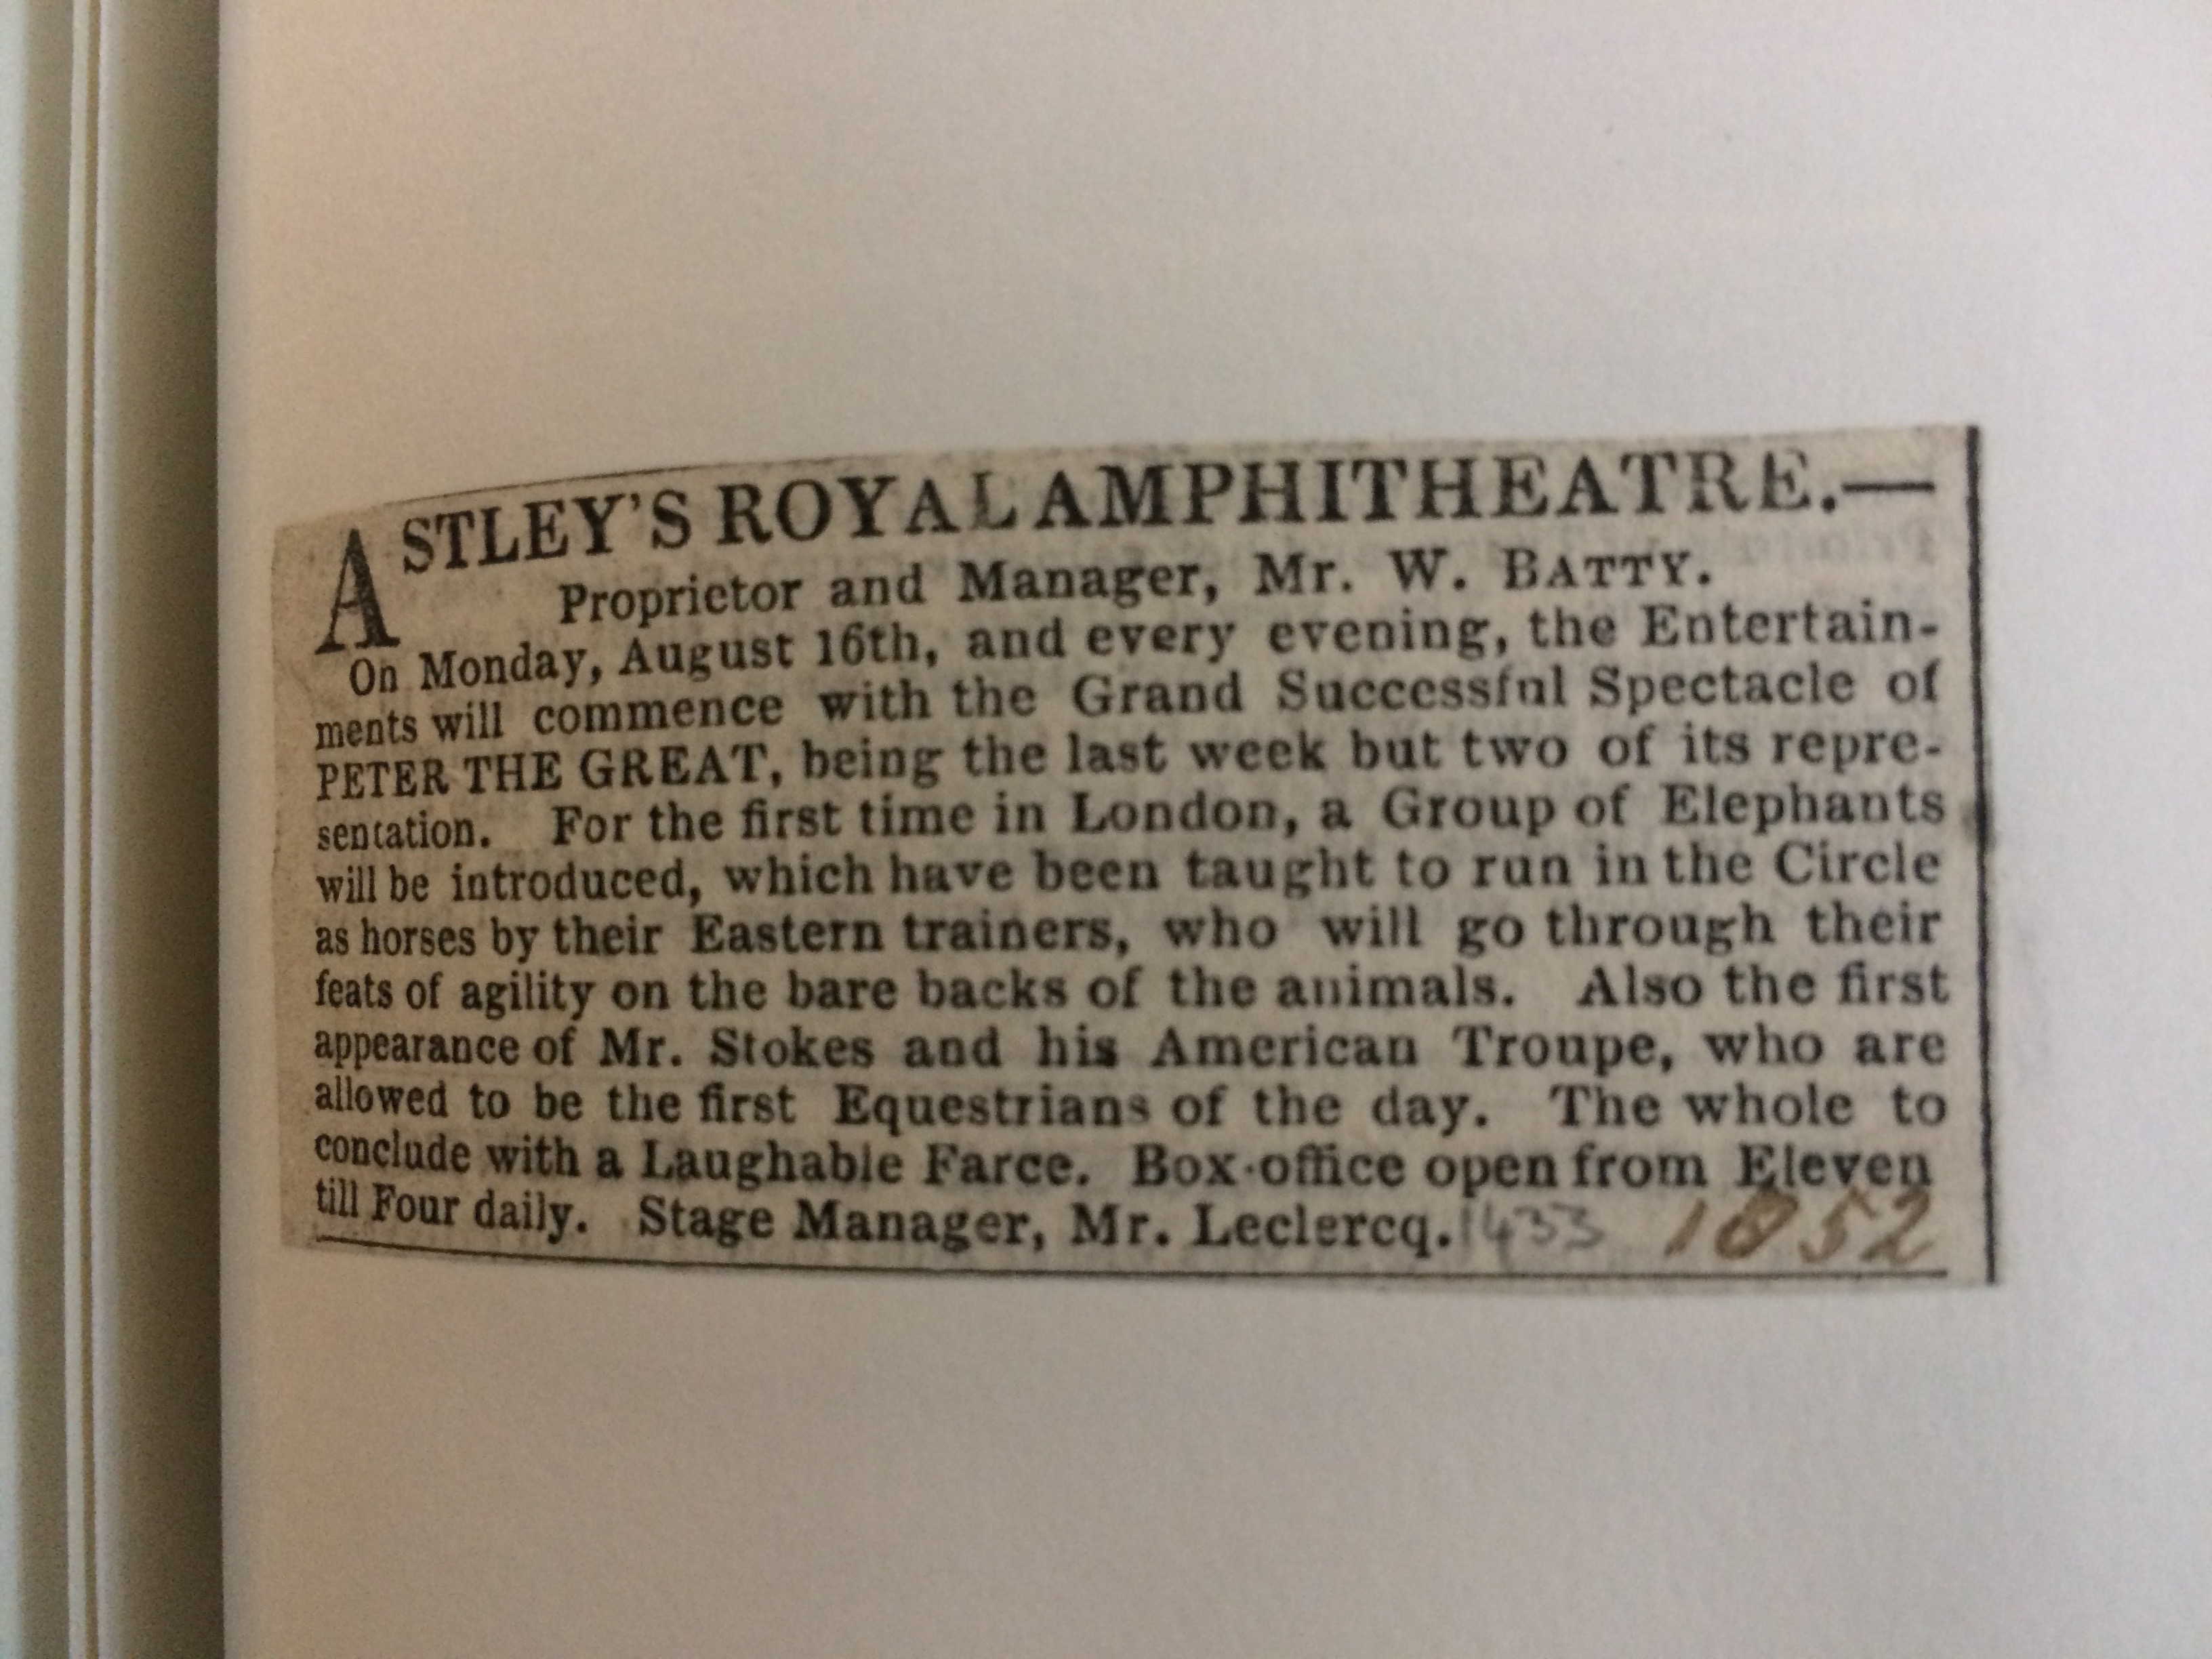 ASTLEY'S ROYAL AMPHITHEATRE.—
Proprietor and Manager, Mr. W. BATTY.
On Monday, August 16th, and every evening, the Entertain-
ments will commence with the Grand Successful Spectacle of
PETER THE GREAT, being the last week but two of its repre-
sentation. For the first time in London, a Group of Elephants
will be introduced, which have been taught to run in the Circle
as horses by their Eastern trainers, who will go through their
feats of agility on the bare backs of the animals. Also the first
appearance of Mr. Stokes and his American Troupe, who are
allowed to be the first Equestrians of the day. The whole to
conclude with a Laughable Farce. Box-office open from Eleven
till Four daily. Stage Manager, Mr. Leclercq. 1433 1852